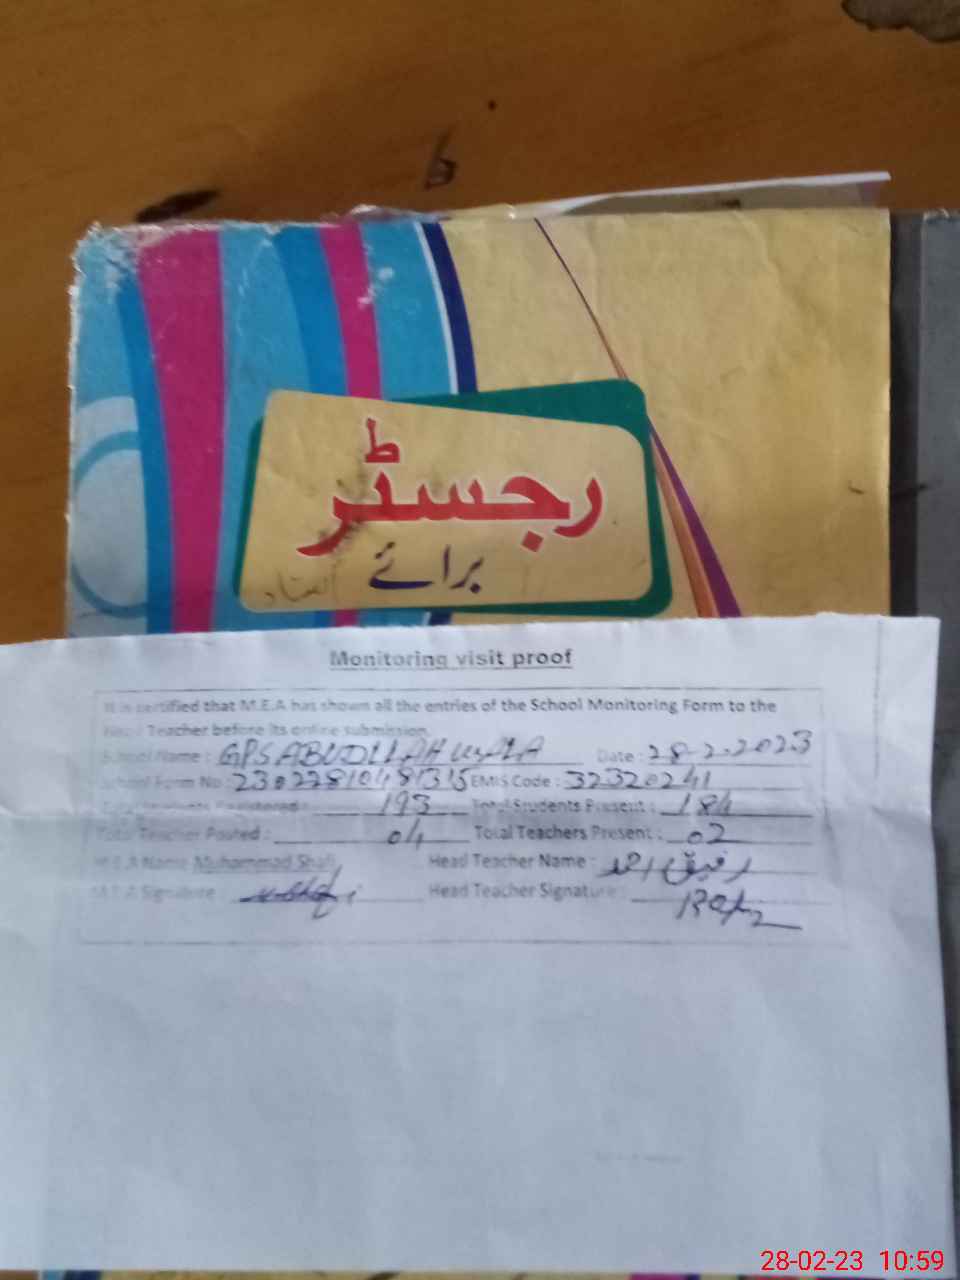 رجسٹر
برائے
Monitoring visit proof
It is certified that M.E.A has shown all the entries of the School Monitoring Form to the
Head Teacher before its online submission.
School Name : GPS ABUDLLAH WALA Date : 28-2-2023
School Form No : EMIS Code : 32320241
Total Students Registered : 193 Total Students Present : 184
Total Teacher Posted : 04 Total Teachers Present : 02
M.E.A Name Muhammad Shafi Head Teacher Name : رفیق احمد
M.E.A Signature Head Teacher Signature :
28-02-23 10:59